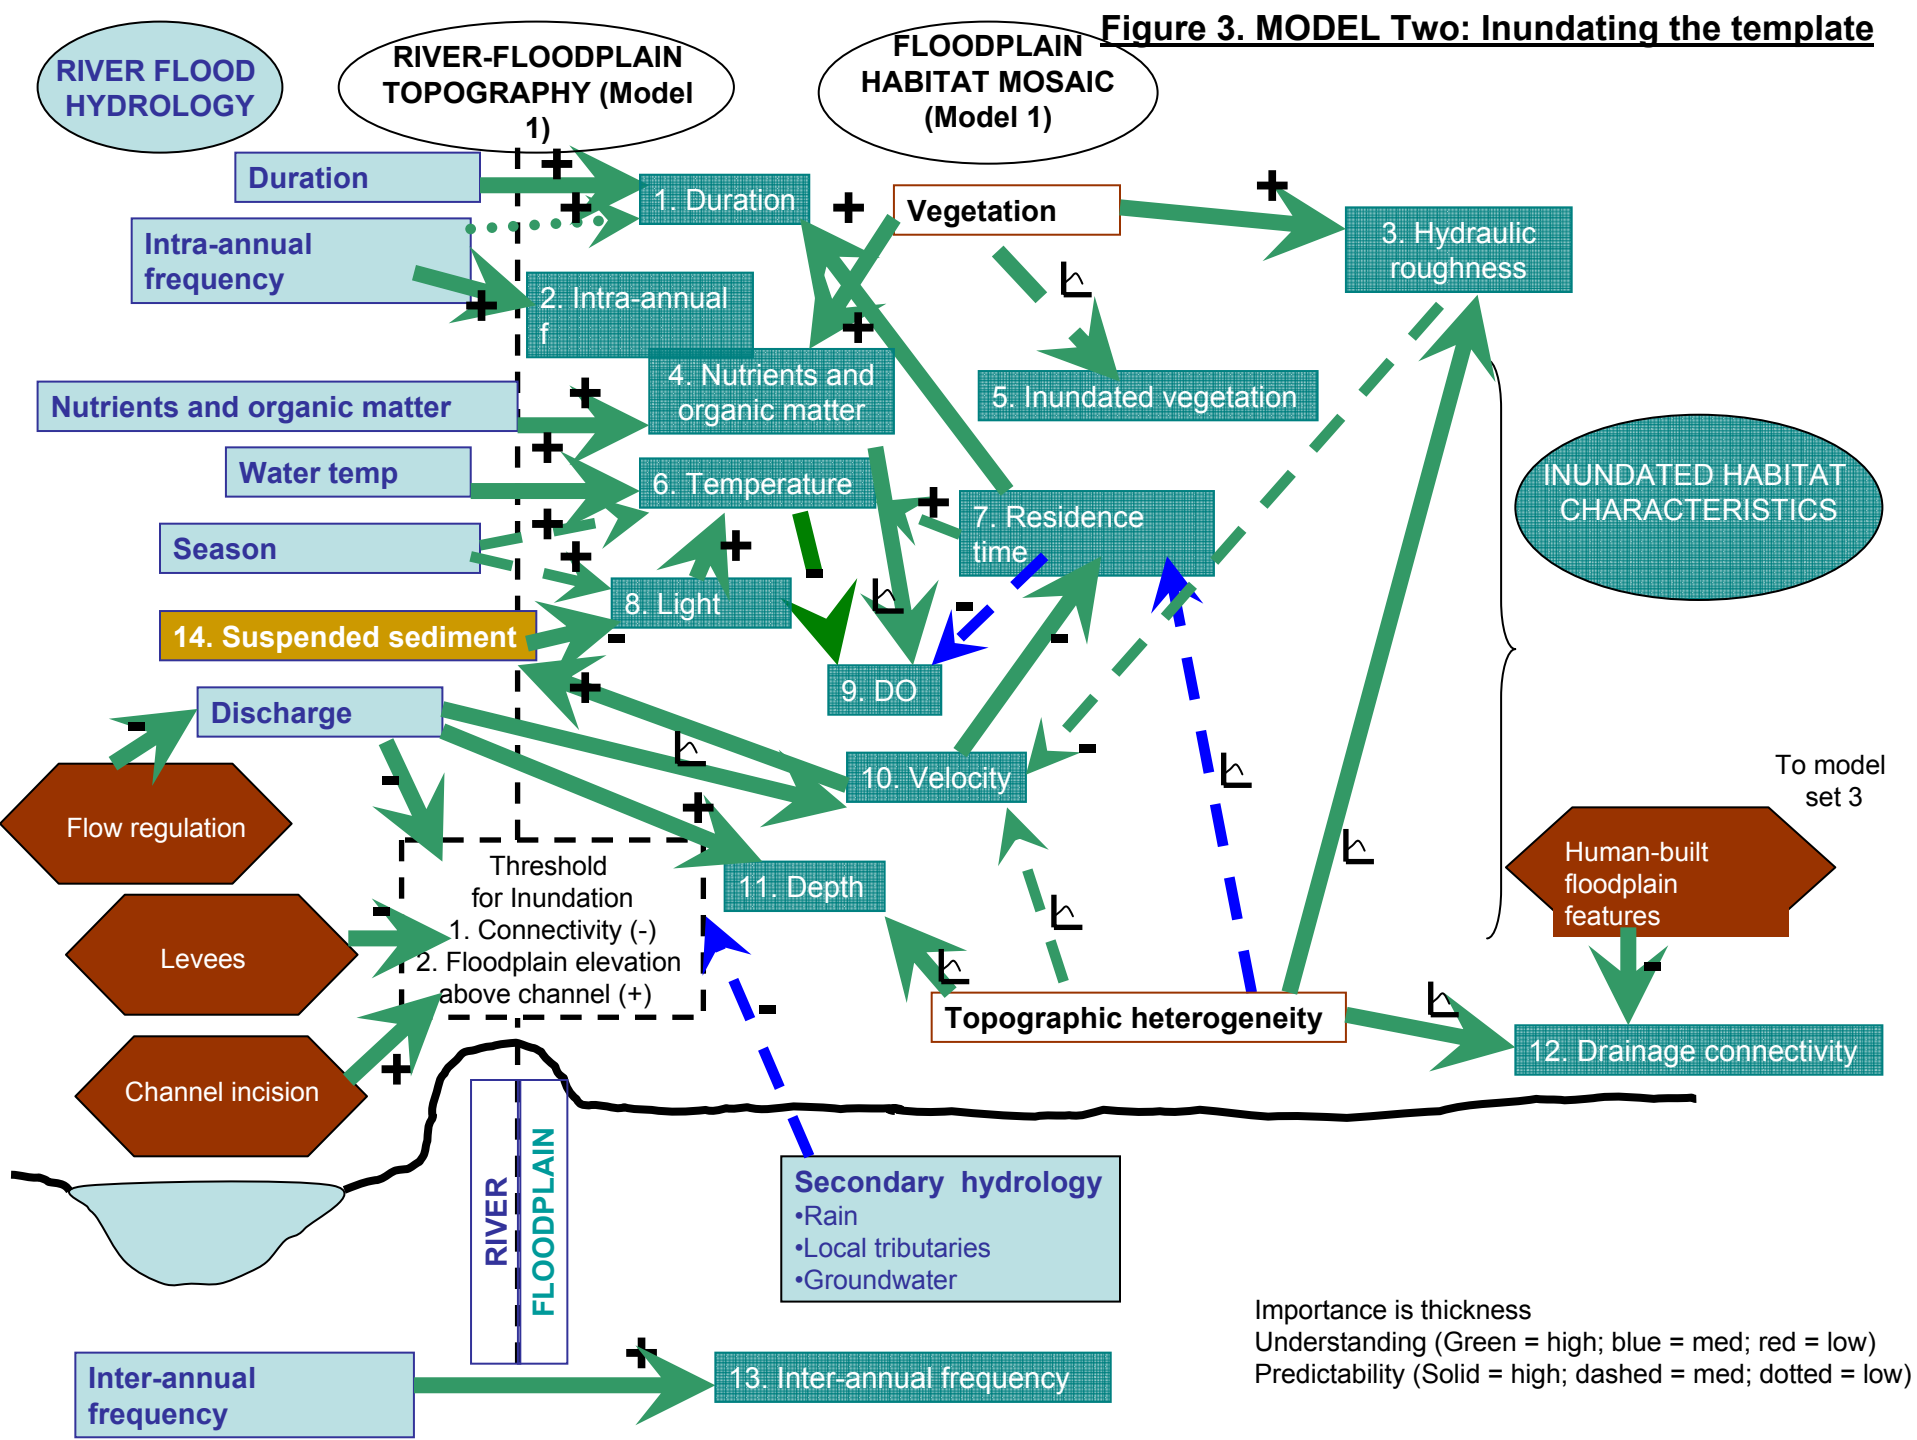 Figure 3. MODEL Two: Inundating the template
RIVER FLOOD
HYDROLOGY
RIVER-FLOODPLAIN
TOPOGRAPHY (Model
1)
FLOODPLAIN
HABITAT MOSAIC
(Model 1)
Duration
1. Duration
Vegetation
3. Hydraulic
roughness
Intra-annual
frequency
2. Intra-annual
f
4. Nutrients and
organic matter
5. Inundated vegetation
Nutrients and organic matter
Water temp
6. Temperature
INUNDATED HABITAT
CHARACTERISTICS
Season
7. Residence
time
8. Light
14. Suspended sediment
9. DO
Discharge
10. Velocity
To model
set 3
Flow regulation
Threshold
for Inundation
1. Connectivity (-)
2. Floodplain elevation
above channel (+)
11. Depth
Human-built
floodplain
features
Levees
Topographic heterogeneity
12. Drainage connectivity
Channel incision
RIVER
FLOODPLAIN
Secondary hydrology
•Rain
•Local tributaries
•Groundwater
Importance is thickness
Understanding (Green = high; blue = med; red = low)
Predictability (Solid = high; dashed = med; dotted = low)
Inter-annual
frequency
13. Inter-annual frequency